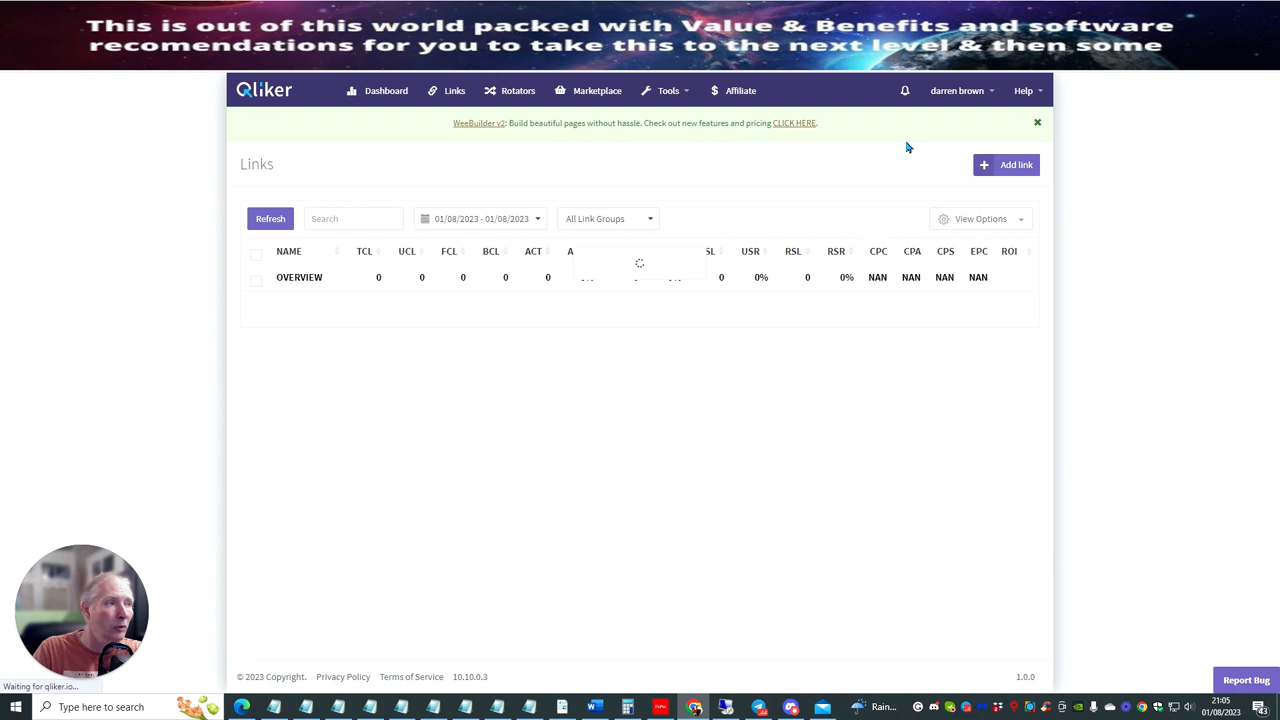 This is out of this world packed with Value & Benefits and software
recomendations for you to take this to the next level & then some
Qliker Dashboard Links Rotators Marketplace Tools Affiliate darren brown Help
WeeBuilder v2: Build beautiful pages without hassle. Check out new features and pricing CLICK HERE.
Links
Add link
Refresh Search 01/08/2023 - 01/08/2023 All Link Groups View Options
NAME TCL UCL FCL BCL ACT A SL USR RSL RSR CPC CPA CPS EPC ROI
OVERVIEW 0 0 0 0 0 0 0% 0 0% NAN NAN NAN NAN
© 2023 Copyright. Privacy Policy Terms of Service 10.10.0.3 1.0.0
Report Bug
Waiting for qliker.io...
Type here to search
Rain...
21:05
01/08/2023